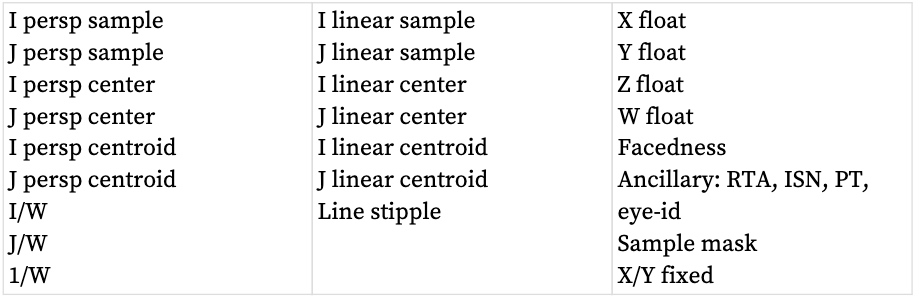 I persp sample
J persp sample
I persp center
J persp center
I persp centroid
J persp centroid
I/W
J/W
1/W
I linear sample
J linear sample
I linear center
J linear center
I linear centroid
J linear centroid
Line stipple
X float
Y float
Z float
W float
Facedness
Ancillary: RTA, ISN, PT,
eye-id
Sample mask
X/Y fixed